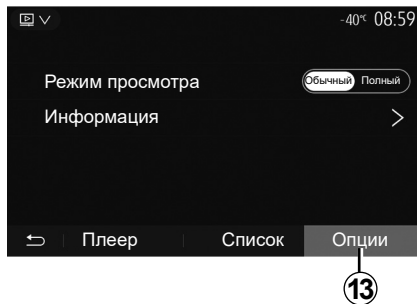 -40°C 08:59
Режим просмотра Обычный Полный
Информация
Плеер Список Опции
13